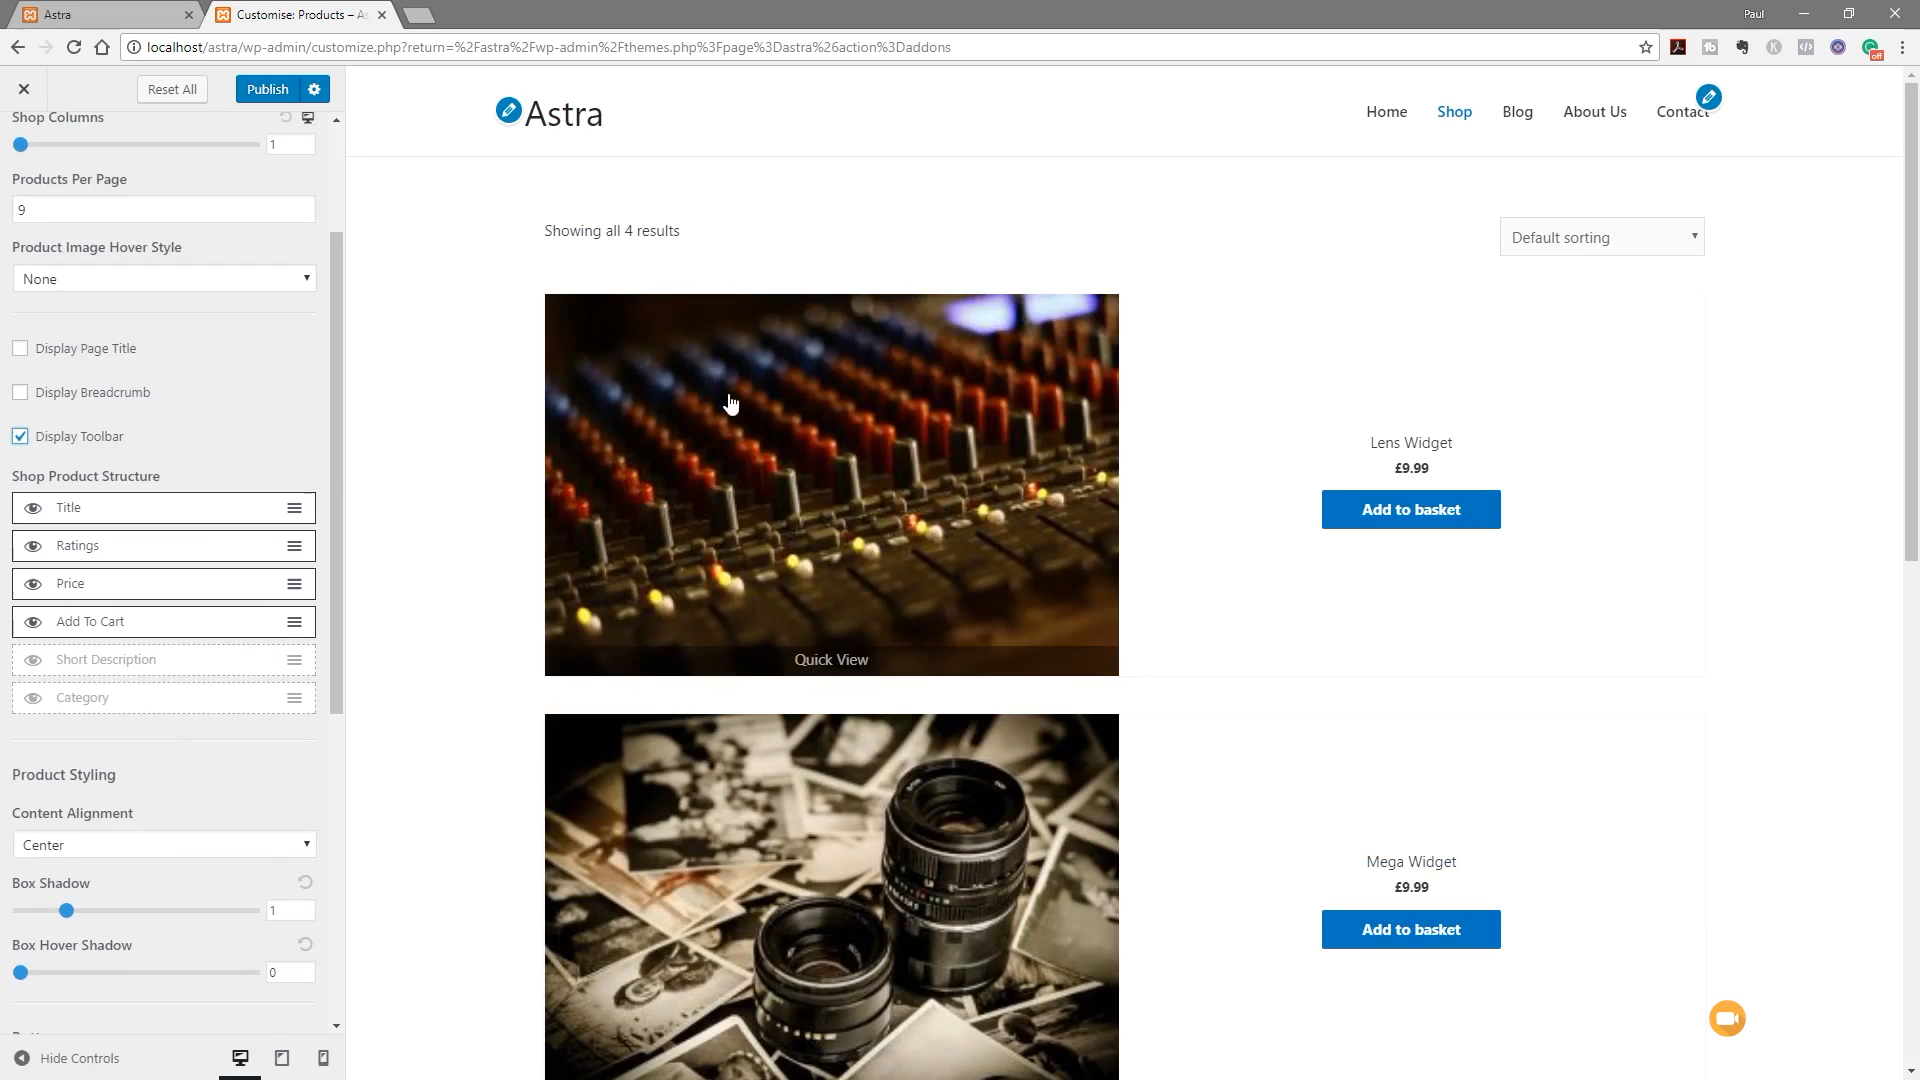 Astra
Customise: Products – As
Paul
localhost/astra/wp-admin/customize.php?return=%2Fastra%2Fwp-admin%2Fthemes.php%3Fpage%3Dastra%26action%3Daddons
off
Reset All
Publish
Shop Columns
1
Products Per Page
9
Product Image Hover Style
None
Display Page Title
Display Breadcrumb
Display Toolbar
Shop Product Structure
Title
Ratings
Price
Add To Cart
Short Description
Category
Product Styling
Content Alignment
Center
Box Shadow
1
Box Hover Shadow
0
Hide Controls
Astra
Home
Shop
Blog
About Us
Contact
Showing all 4 results
Default sorting
Quick View
Lens Widget
£9.99
Add to basket
Mega Widget
£9.99
Add to basket